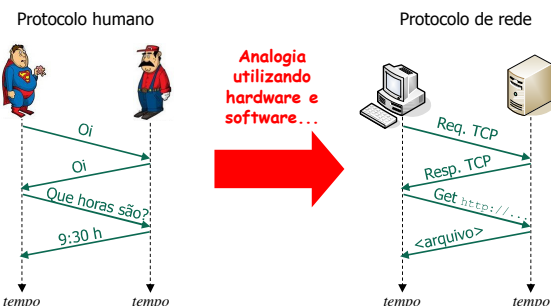 Protocolo humano
Protocolo de rede
Analogia
utilizando
hardware e
software...
Oi
Oi
Que horas são?
9:30 h
tempo
tempo
Req. TCP
Resp. TCP
Get http://...
<arquivo>
tempo
tempo